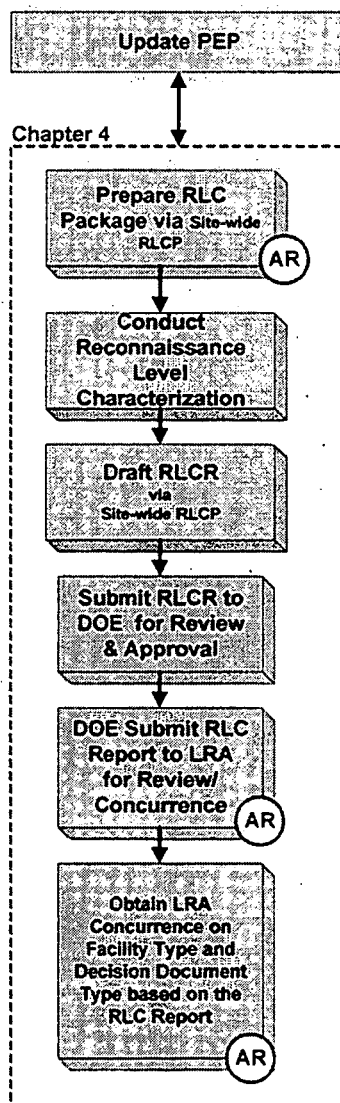 Update PEP
Chapter 4
Prepare RLC
Package via Site-wide
RLCP
AR
Conduct
Reconnaissance
Level
Characterization
Draft RLCR
via
Site-wide RLCP
Submit RLCR to
DOE for Review
& Approval
DOE Submit RLC
Report to LRA
for Review/
Concurrence
AR
Obtain LRA
Concurrence on
Facility Type and
Decision Document
Type based on the
RLC Report
AR